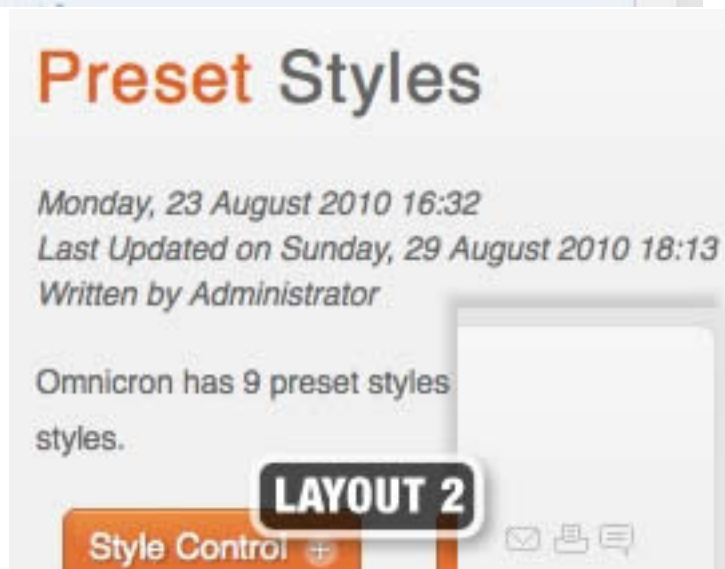 Preset Styles
Monday, 23 August 2010 16:32
Last Updated on Sunday, 29 August 2010 18:13
Written by Administrator
Omnicron has 9 preset styles
styles.
LAYOUT 2
Style Control